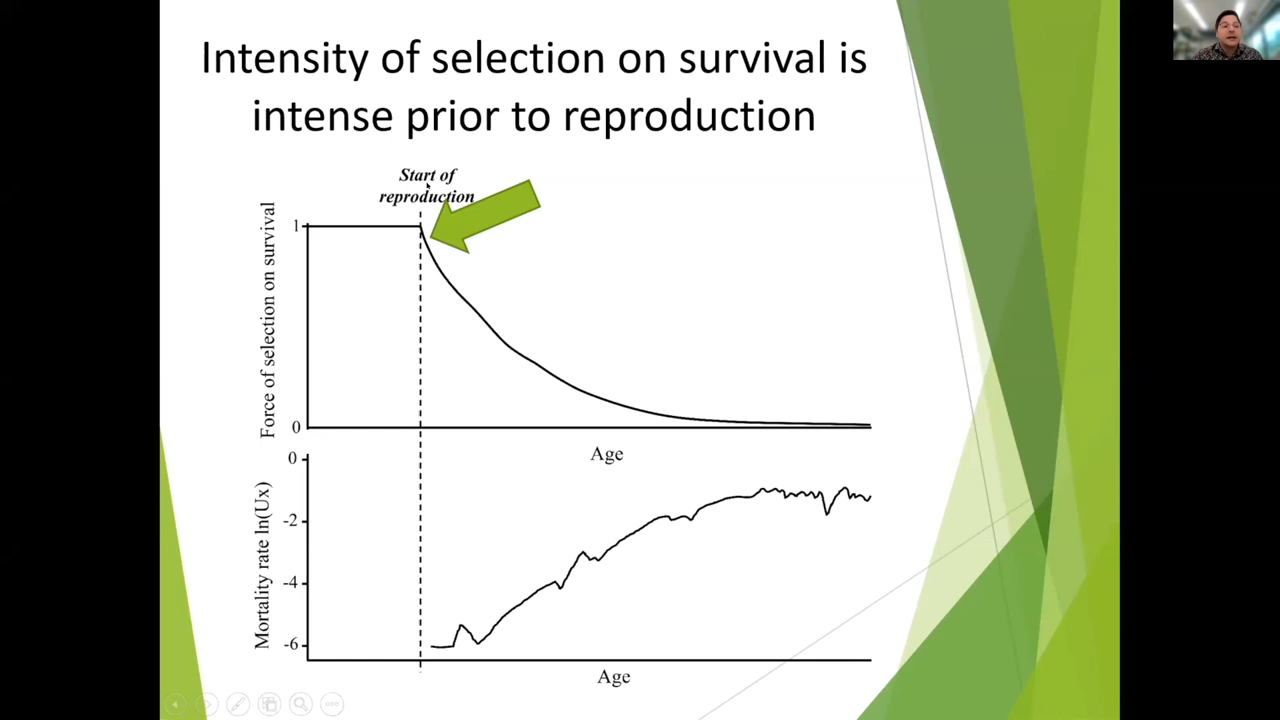 Intensity of selection on survival is
intense prior to reproduction
Start of
reproduction
Force of selection on survival
1
0
Age
Mortality rate ln(Ux)
0
-2
-4
-6
Age